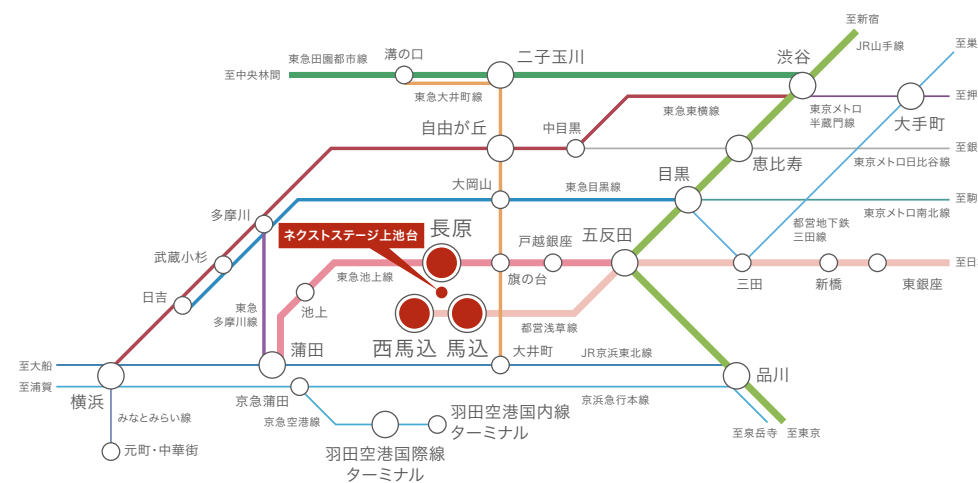 至新宿
JR山手線
至巣
東急田園都市線
溝の口
二子玉川
渋谷
至中央林間
東急大井町線
至押
東急東横線
東京メトロ
半蔵門線
大手町
自由が丘
中目黒
恵比寿
至銀
東京メトロ日比谷線
目黒
大岡山
東急目黒線
至駒
東京メトロ南北線
多摩川
都営地下鉄
三田線
ネクストステージ上池台
長原
戸越銀座
五反田
武蔵小杉
至日
東急池上線
旗の台
三田
新橋
東銀座
日吉
東急
多摩川線
池上
都営浅草線
西馬込
馬込
蒲田
大井町
JR京浜東北線
至大船
品川
至浦賀
横浜
京急蒲田
京浜急行本線
みなとみらい線
京急空港線
羽田空港国内線
ターミナル
至泉岳寺
至東京
元町・中華街
羽田空港国際線
ターミナル